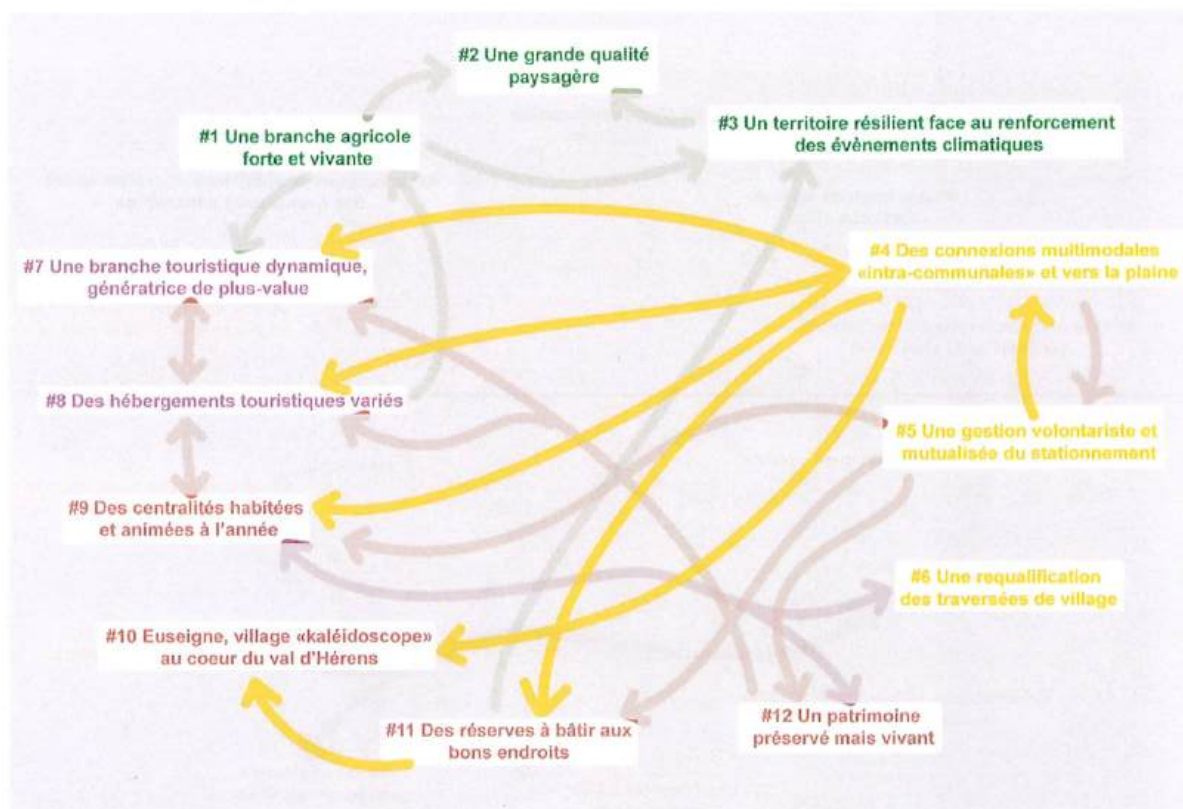 #2 Une grande qualité
paysagère
#1 Une branche agricole
forte et vivante
#3 Un territoire résilient face au renforcement
des évènements climatiques
#7 Une branche touristique dynamique,
génératrice de plus-value
#4 Des connexions multimodales
«intra-communales» et vers la plaine
#8 Des hébergements touristiques variés
#5 Une gestion volontariste et
mutualisée du stationnement
#9 Des centralités habitées
et animées à l'année
#6 Une requalification
des traversées de village
#10 Euseigne, village «kaléidoscope»
au coeur du val d'Hérens
#11 Des réserves à bâtir aux
bons endroits
#12 Un patrimoine
préservé mais vivant